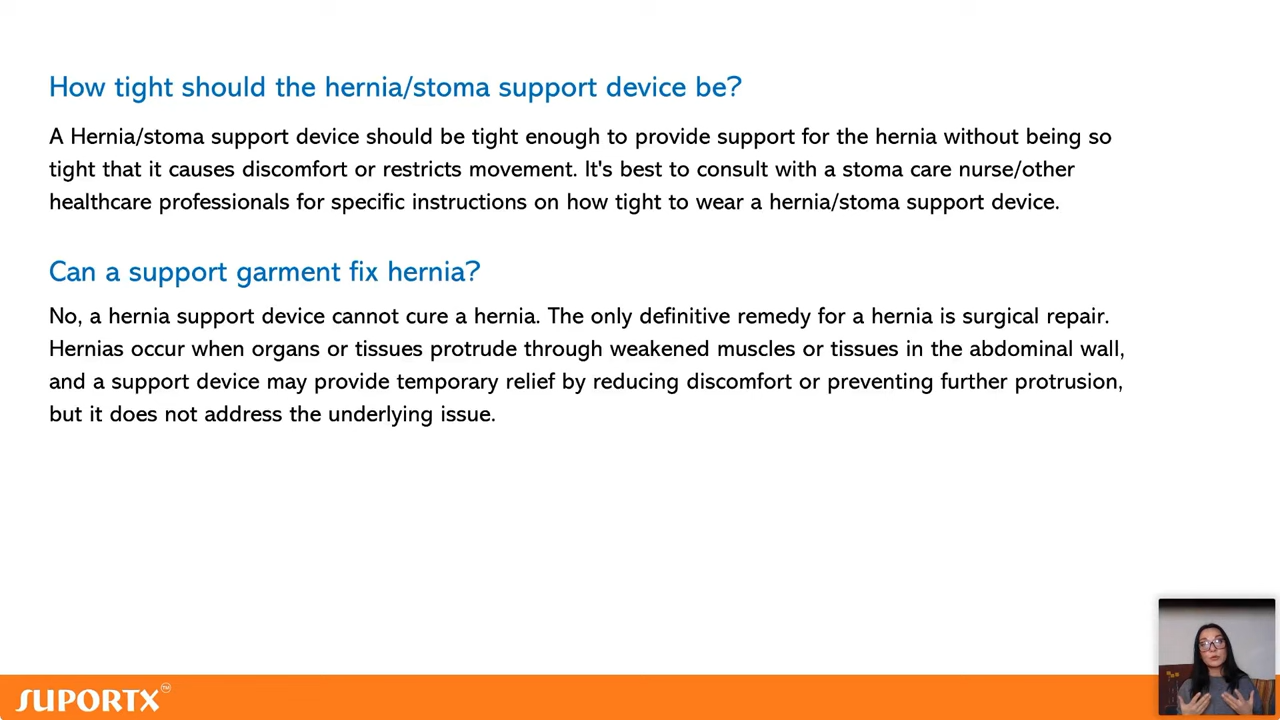 How tight should the hernia/stoma support device be?
A Hernia/stoma support device should be tight enough to provide support for the hernia without being so
tight that it causes discomfort or restricts movement. It's best to consult with a stoma care nurse/other
healthcare professionals for specific instructions on how tight to wear a hernia/stoma support device.
Can a support garment fix hernia?
No, a hernia support device cannot cure a hernia. The only definitive remedy for a hernia is surgical repair.
Hernias occur when organs or tissues protrude through weakened muscles or tissues in the abdominal wall,
and a support device may provide temporary relief by reducing discomfort or preventing further protrusion,
but it does not address the underlying issue.
SUPORTX™